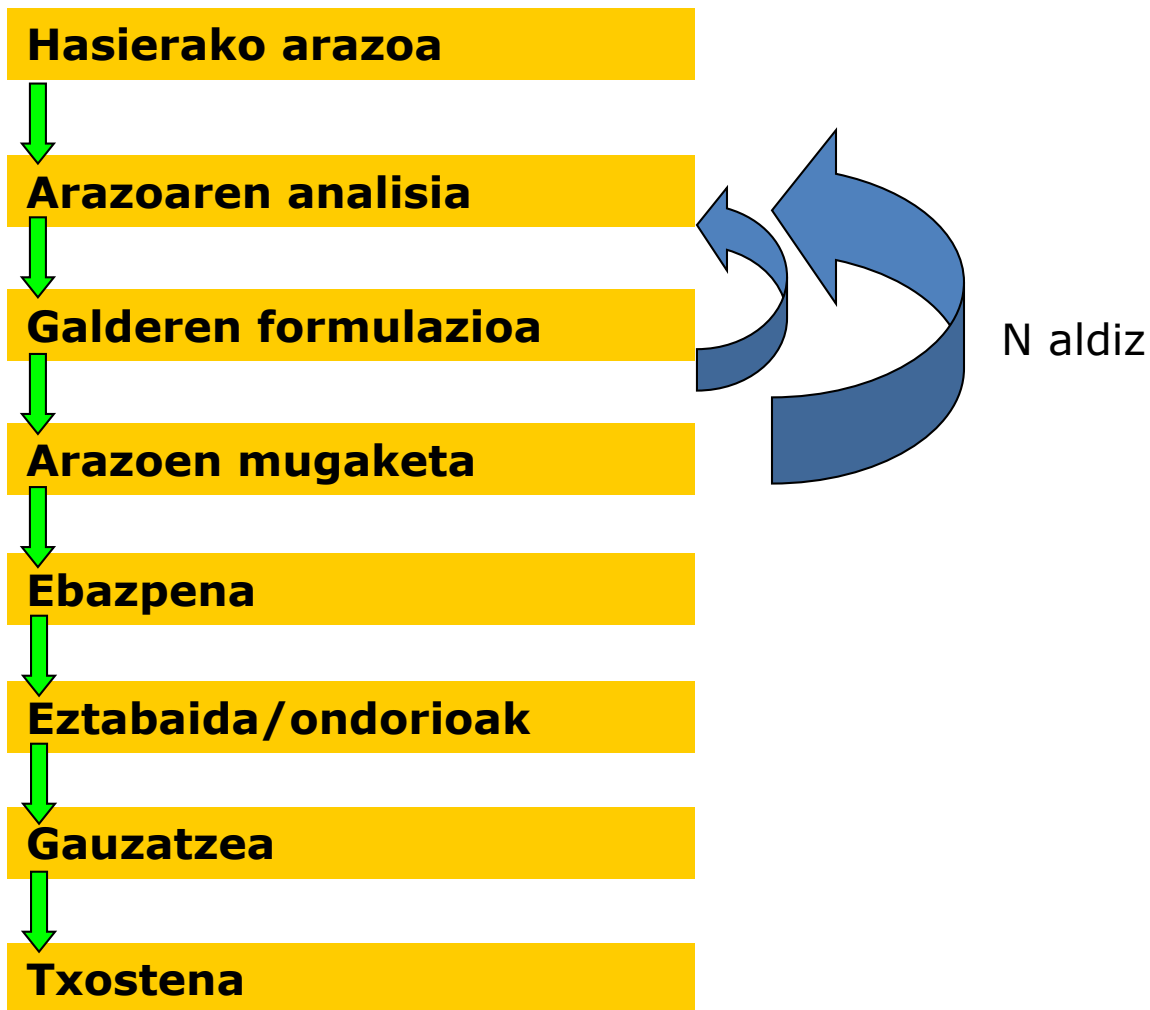 Hasierako arazoa
Arazoaren analisia
Galderen formulazioa
N aldiz
Arazoen mugaketa
Ebazpena
Eztabaida/ondorioak
Gauzatzea
Txostena